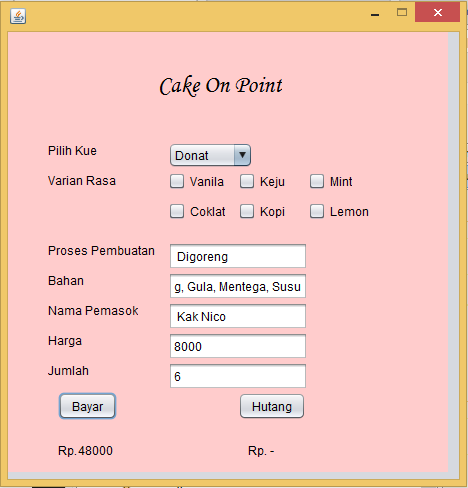 Cake On Point
Pilih Kue Donat
Varian Rasa Vanila Keju Mint
Coklat Kopi Lemon
Proses Pembuatan Digoreng
Bahan g, Gula, Mentega, Susu
Nama Pemasok Kak Nico
Harga 8000
Jumlah 6
Bayar Hutang
Rp.48000 Rp. -